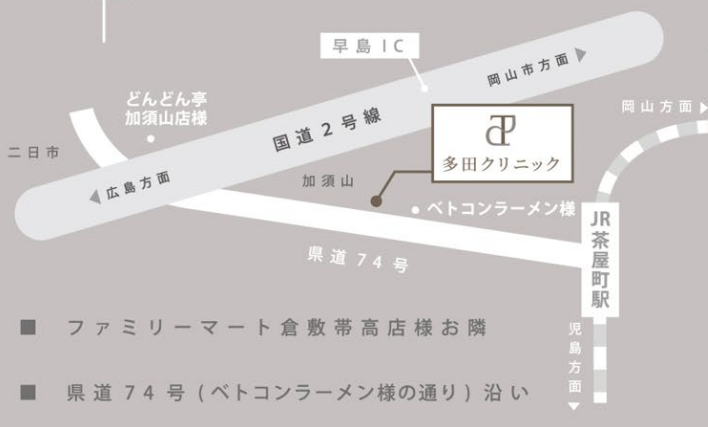 早島IC
岡山市方面
どんどん亭
加須山店様
国道2号線
岡山方面
二日市
広島方面
加須山
多田クリニック
ベトコンラーメン様
JR茶屋町駅
県道74号
児島方面
■ ファミリーマート倉敷帯高店様お隣
■ 県道74号(ベトコンラーメン様の通り)沿い